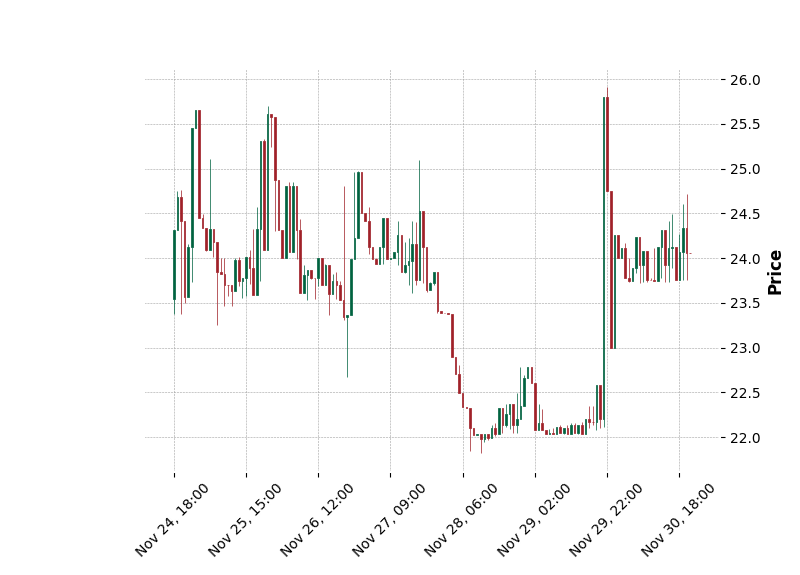 26.0
25.5
25.0
24.5
24.0
23.5
23.0
22.5
22.0
Price
Nov 24, 18:00
Nov 25, 15:00
Nov 26, 12:00
Nov 27, 09:00
Nov 28, 06:00
Nov 29, 02:00
Nov 29, 22:00
Nov 30, 18:00